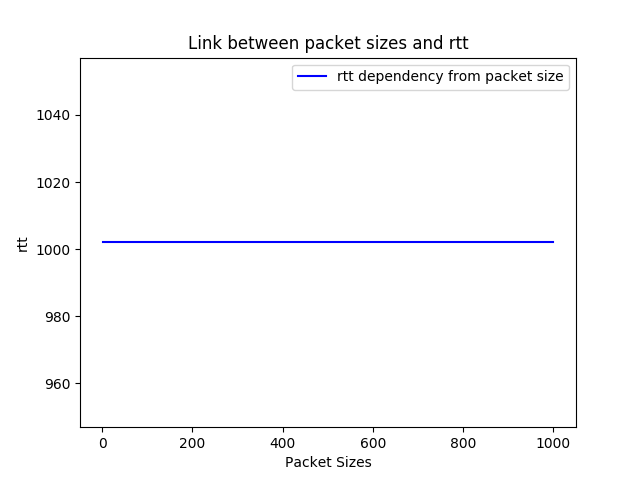 Link between packet sizes and rtt
rtt dependency from packet size
1040
1020
1000
980
960
rtt
0 200 400 600 800 1000
Packet Sizes